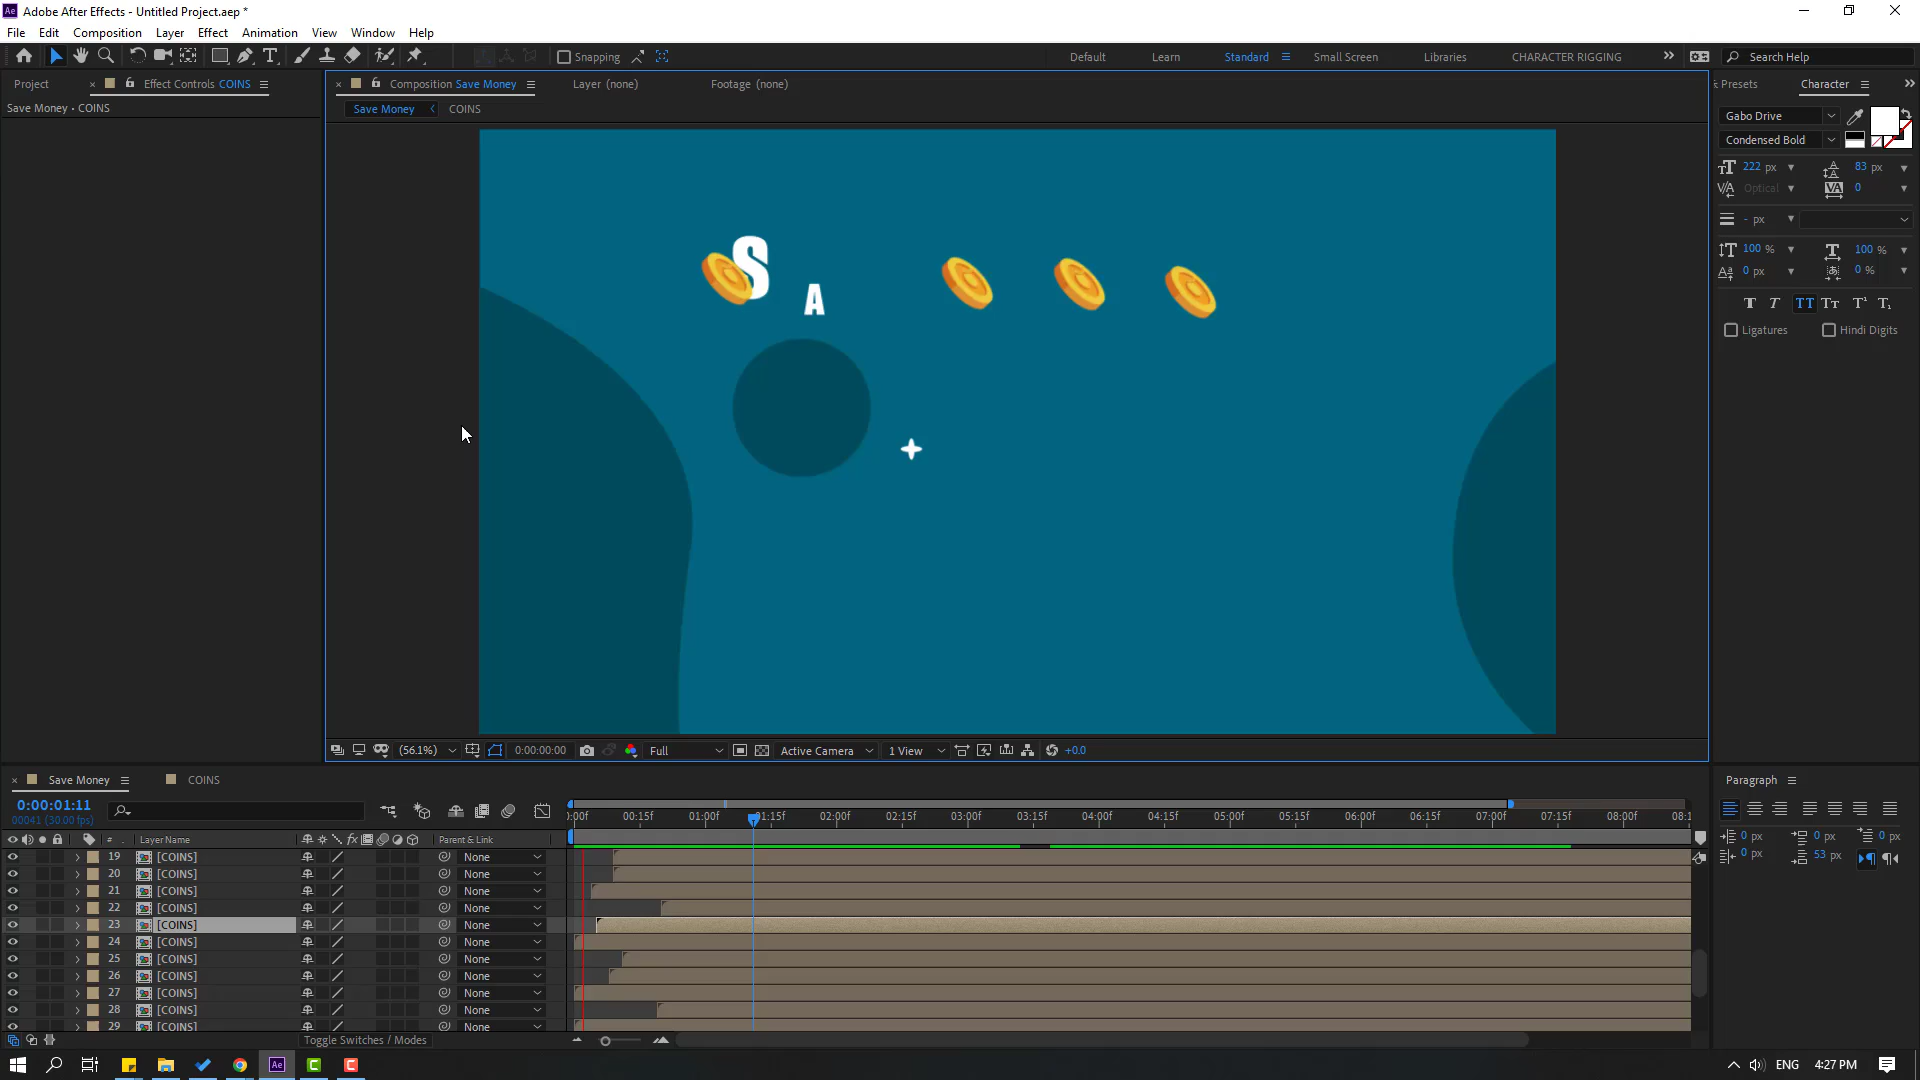 Adobe After Effects - Untitled Project.aep *
File Edit Composition Layer Effect Animation View Window Help
Snapping Default Learn Standard Small Screen Libraries CHARACTER RIGGING Search Help
Project Effect Controls COINS
Composition Save Money Layer (none) Footage (none)
Presets Character
Save Money • COINS
Save Money COINS
Gabo Drive
Condensed Bold
222 px 83 px
Optical 0
- px
100 % 100 %
0 px 0 %
Ligatures Hindi Digits
S
A
(56.1%) 0:00:00:00 Full Active Camera 1 View +0.0
Save Money COINS
Paragraph
0:00:01:11
00041 (30.00 fps)
0 px 0 px 0 px
0 px 53 px
:00f 00:15f 01:00f 01:15f 02:00f 02:15f 03:00f 03:15f 04:00f 04:15f 05:00f 05:15f 06:00f 06:15f 07:00f 07:15f 08:00f 08:1
# Layer Name Parent & Link
19 [COINS] None
20 [COINS] None
21 [COINS] None
22 [COINS] None
23 [COINS] None
24 [COINS] None
25 [COINS] None
26 [COINS] None
27 [COINS] None
28 [COINS] None
29 [COINS] None
Toggle Switches / Modes
ENG 4:27 PM